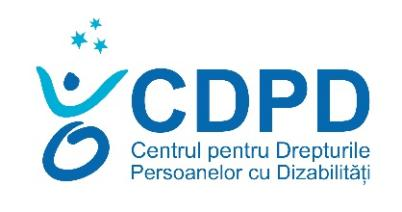 CDPD
Centrul pentru Drepturile
Persoanelor cu Dizabilități